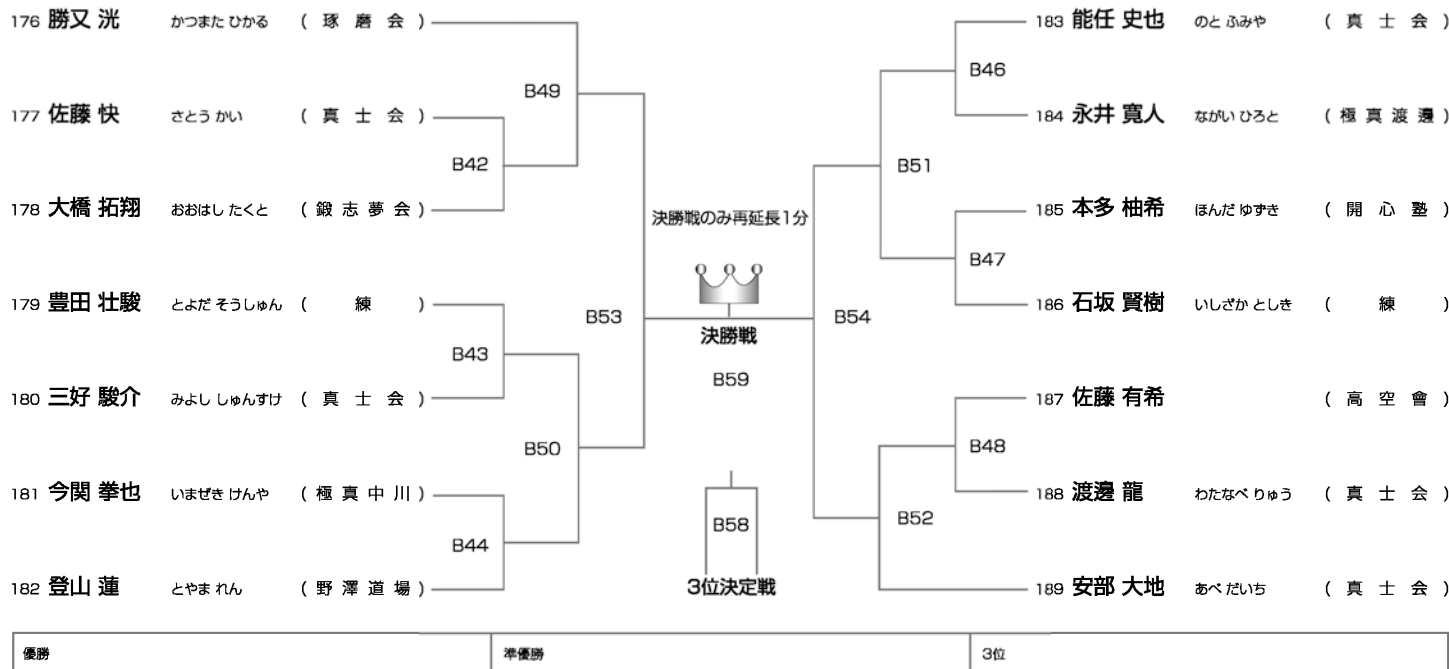 176 勝又 洸 かつまた ひかる ( 琢 磨 会 )
177 佐藤 快 さとう かい ( 真 士 会 )
178 大橋 拓翔 おおはし たくと ( 鍛 志 夢 会 )
179 豊田 壮駿 とよだ そうしゅん ( 練 )
180 三好 駿介 みよし しゅんすけ ( 真 士 会 )
181 今関 拳也 いまぜき けんや ( 極 真 中 川 )
182 登山 蓮 とやま れん ( 野 澤 道 場 )
B49
B42
B53
B43
B50
B44
決勝戦のみ再延長1分
決勝戦
B59
B58
3位決定戦
B46
B51
B47
B54
B48
B52
183 能任 史也 のと ふみや ( 真 士 会 )
184 永井 寛人 ながい ひろと ( 極 真 渡 邊 )
185 本多 柚希 ほんだ ゆずき ( 開 心 塾 )
186 石坂 賢樹 いしざか としき ( 練 )
187 佐藤 有希 ( 高 空 會 )
188 渡邊 龍 わたなべ りゅう ( 真 士 会 )
189 安部 大地 あべ だいち ( 真 士 会 )
優勝 準優勝 3位